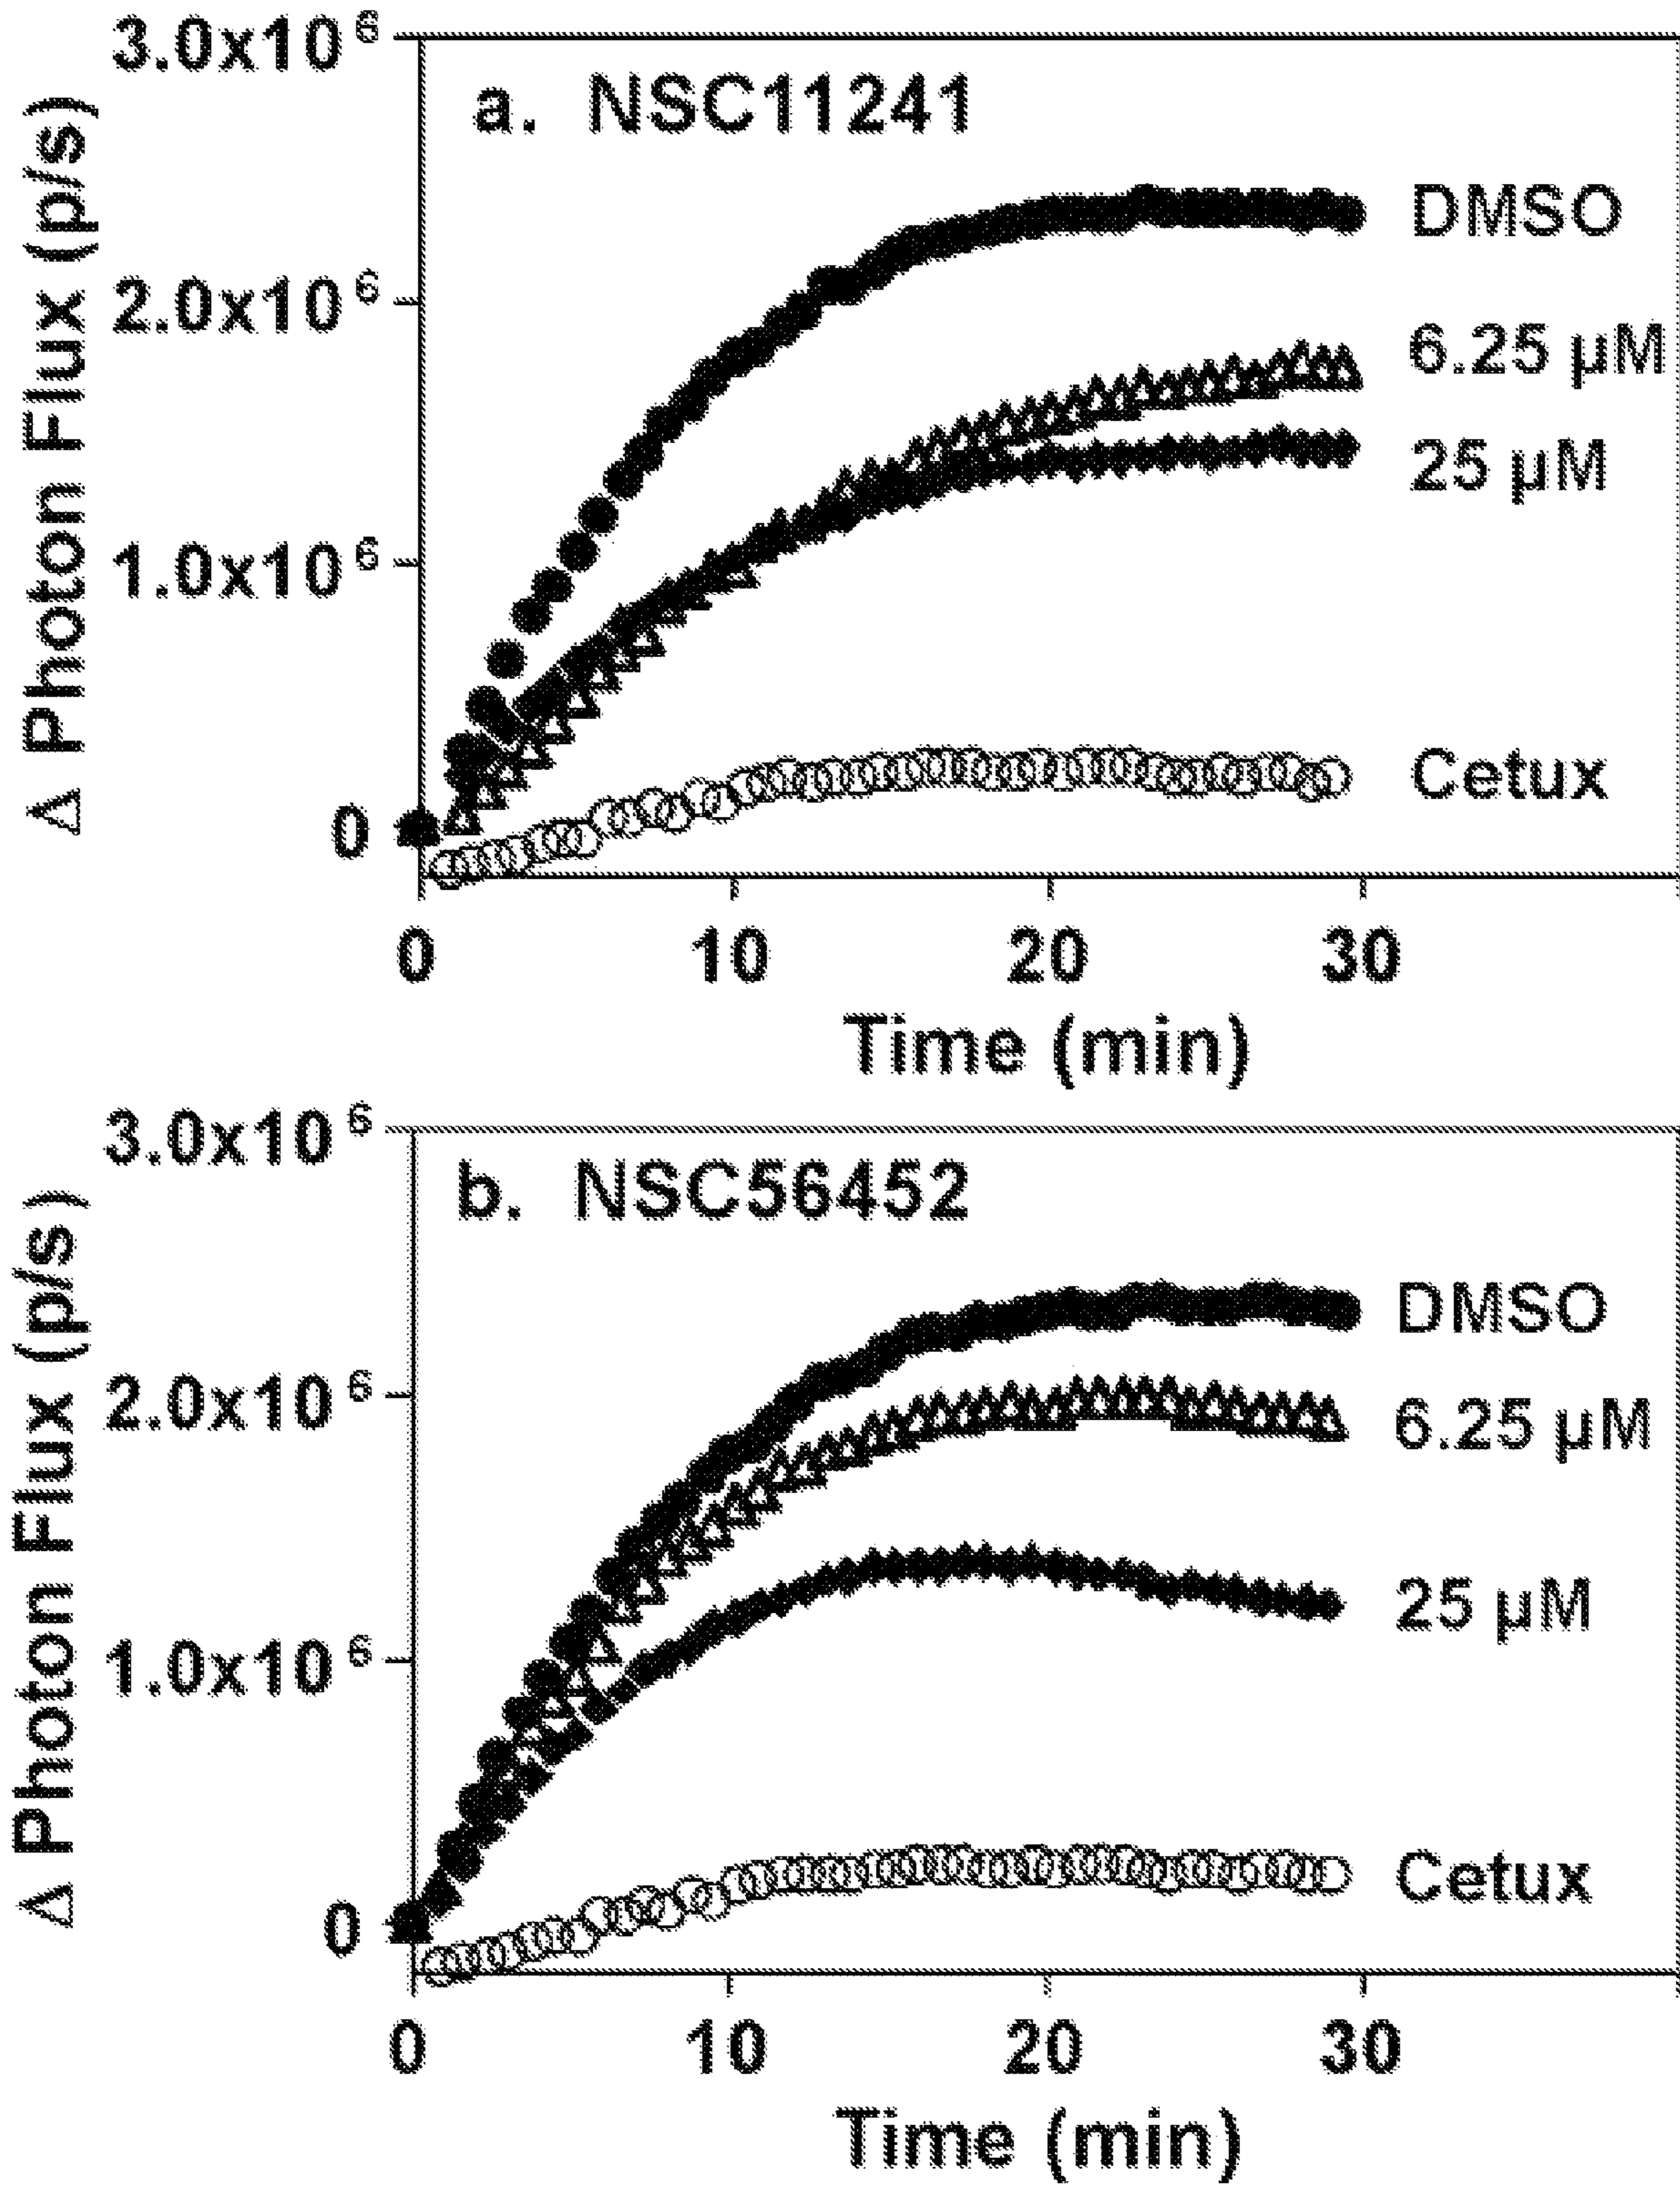 3.0x10⁶
a. NSC11241
DMSO
2.0x10⁶
6.25 µM
25 µM
1.0x10⁶
Cetux
0
0 10 20 30
Time (min)
Δ Photon Flux (p/s)
3.0x10⁶
b. NSC56452
DMSO
2.0x10⁶
6.25 µM
25 µM
1.0x10⁶
Cetux
0
0 10 20 30
Time (min)
Δ Photon Flux (p/s)